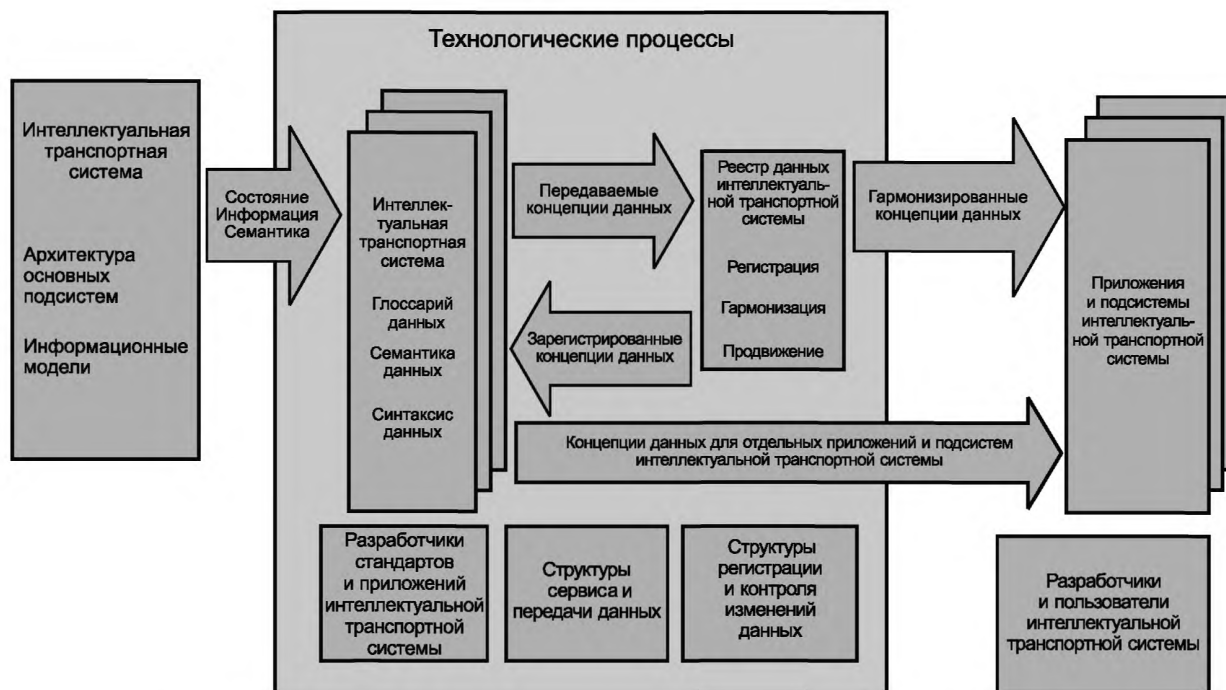 Технологические процессы
Интеллектуальная
транспортная
система
Архитектура
основных
подсистем
Информационные
модели
Состояние
Информация
Семантика
Интеллек-
туальная
транспортная
система
Глоссарий
данных
Семантика
данных
Синтаксис
данных
Передаваемые
концепции данных
Зарегистрированные
концепции данных
Реестр данных
интеллектуаль-
ной транспортной
системы
Регистрация
Гармонизация
Продвижение
Гармонизированные
концепции данных
Концепции данных для отдельных приложений и подсистем
интеллектуальной транспортной системы
Приложения
и подсистемы
интеллектуаль-
ной транспортной
системы
Разработчики
стандартов
и приложений
интеллектуальной
транспортной
системы
Структуры
сервиса и
передачи данных
Структуры
регистрации
и контроля
изменений
данных
Разработчики
и пользователи
интеллектуальной
транспортной системы